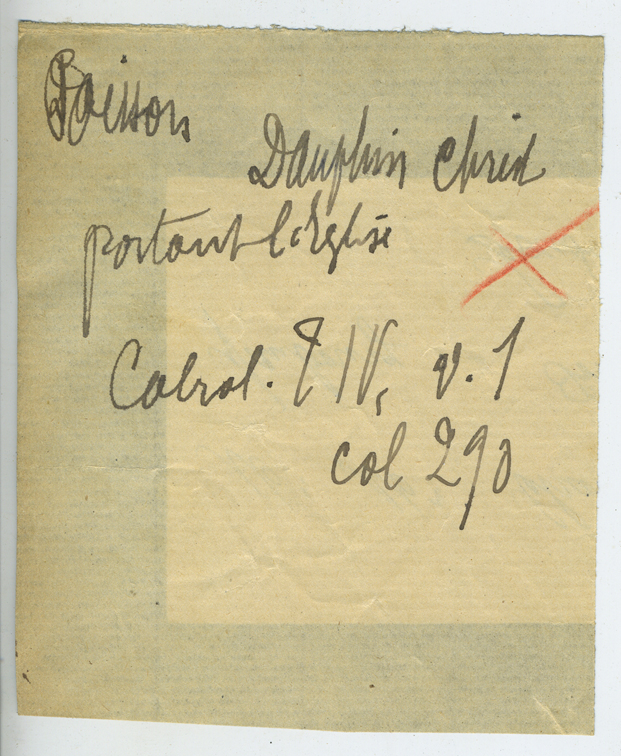 Poisson
Dauphin Christ
portant l'Eglise
Cabrol. T IV, v. 1
col 290